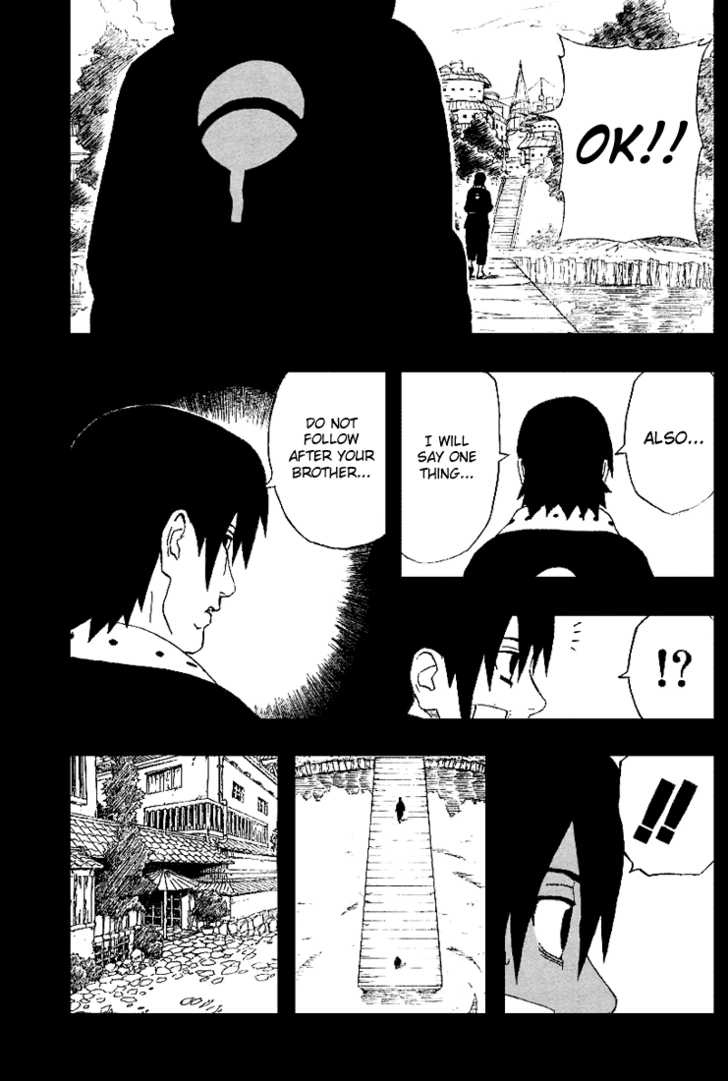 OK!!
ALSO...
I WILL
SAY ONE
THING...
DO NOT
FOLLOW
AFTER YOUR
BROTHER...
!?
!!